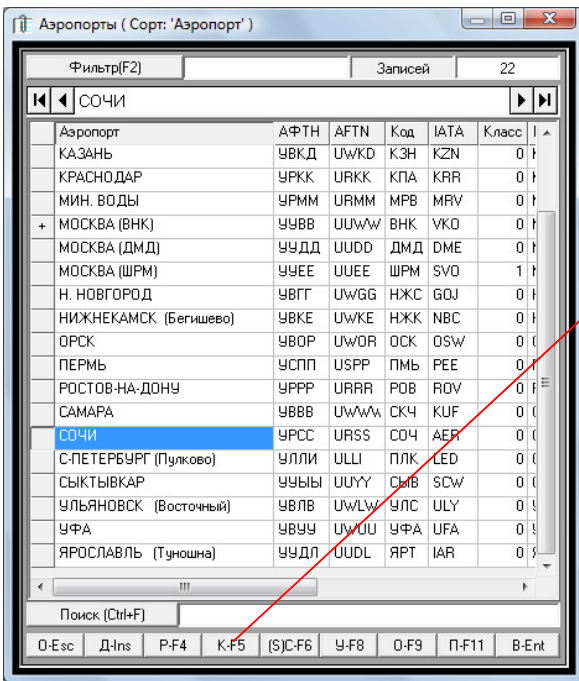 Аэропорты ( Сорт: 'Аэропорт' )
Фильтр(F2) Записей 22
СОЧИ
Аэропорт АФТН AFTN Код IATA Класс
КАЗАНЬ УВКД UWKD КЗН KZN 0
КРАСНОДАР УРКК URKK КПА KRR 0
МИН. ВОДЫ УРММ URMM МРВ MRV 0
+ МОСКВА (ВНК) УУВВ UUWW ВНК VKO 0
МОСКВА (ДМД) УУДД UUDD ДМД DME 0
МОСКВА (ШРМ) УУЕЕ UUEE ШРМ SVO 1
Н. НОВГОРОД УВГГ UWGG НЖС GOJ 0
НИЖНЕКАМСК (Бегишево) УВКЕ UWKE НЖК NBC 0
ОРСК УВОР UWOR ОСК OSW 0
ПЕРМЬ УСПП USPP ПМЬ PEE 0
РОСТОВ-НА-ДОНУ УРРР URRR РОВ ROV 0
САМАРА УВВВ СКЧ KUF 0
СОЧИ УРСС URSS СОЧ AER 0
С-ПЕТЕРБУРГ (Пулково) УЛЛИ ULLI ПЛК LED 0
СЫКТЫВКАР УУЫЫ UUYY СЫВ SCW 0
УЛЬЯНОВСК (Восточный) УВЛВ UWLW УЛС ULY 0
УФА УВУУ UWUU УФА UFA 0
ЯРОСЛАВЛЬ (Туношна) УУДЛ UUDL ЯРТ IAR 0
Поиск (Ctrl+F)
О-Esc Д-Ins Р-F4 К-F5 (S)С-F6 У-F8 О-F9 П-F11 В-Ent